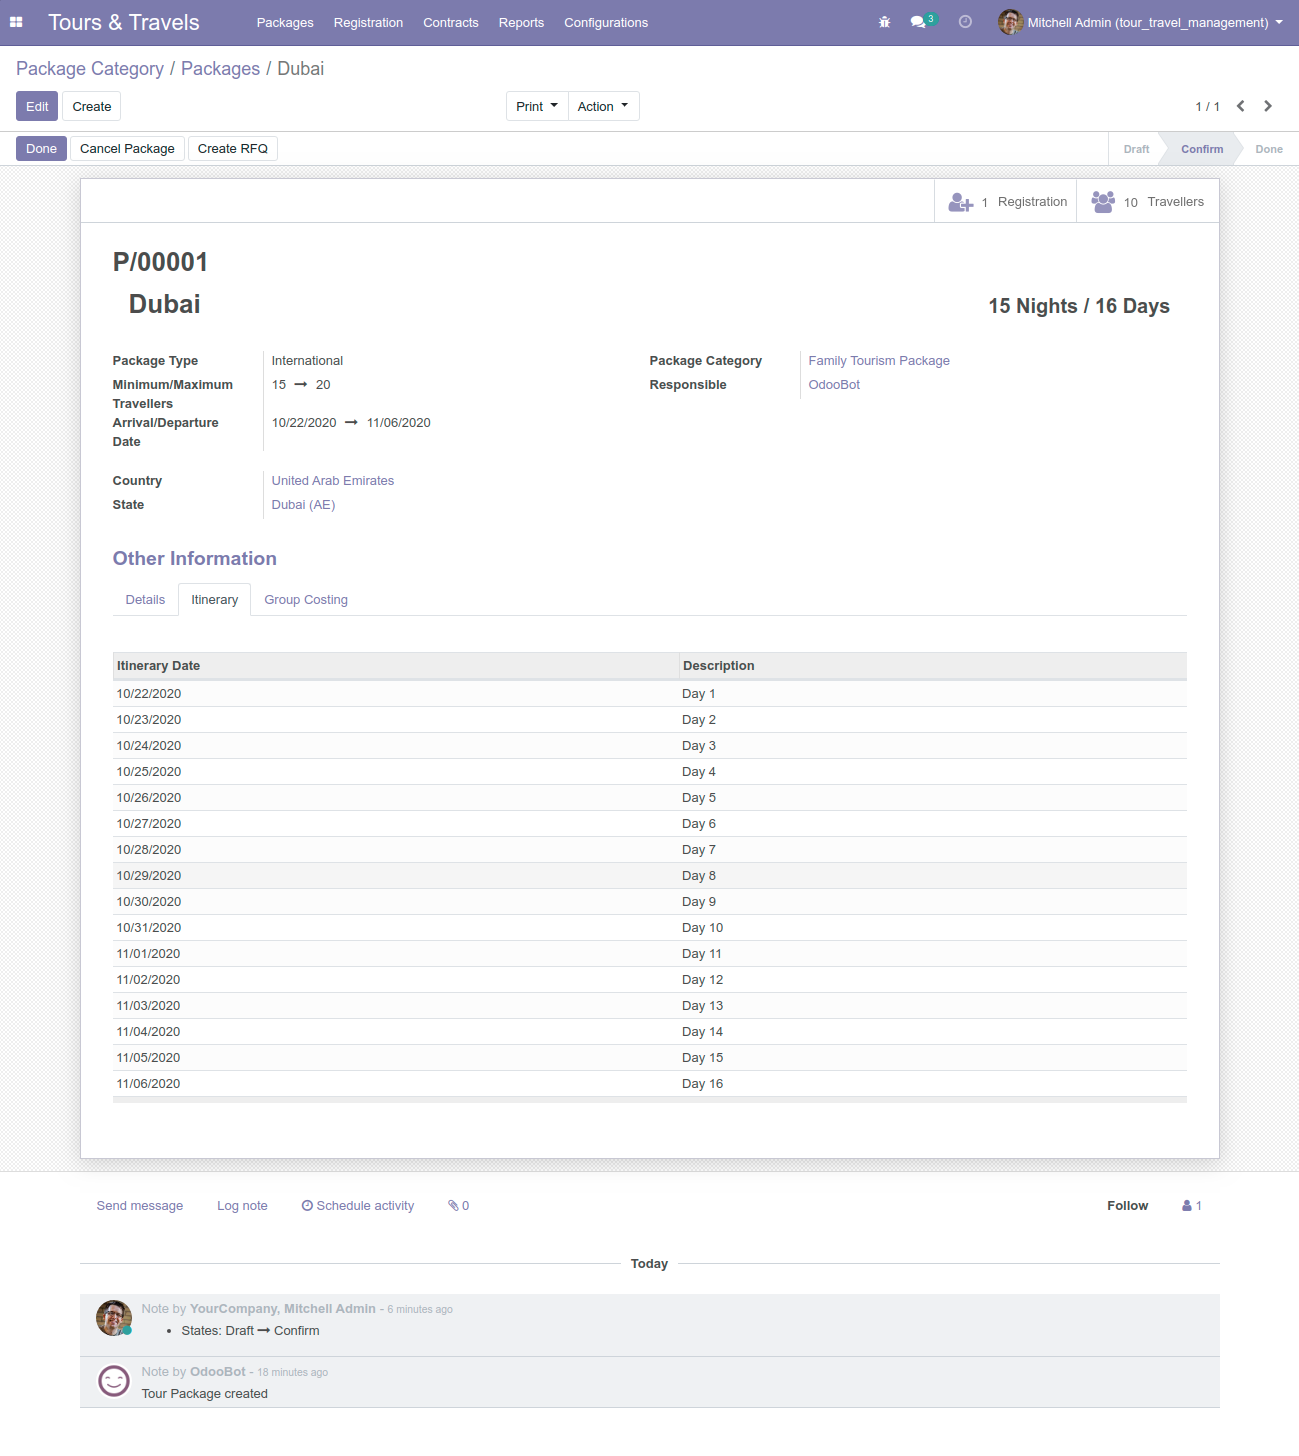 Tours & Travels Packages Registration Contracts Reports Configurations 3 Mitchell Admin (tour_travel_management)
Package Category / Packages / Dubai
Edit Create Print Action 1 / 1
Done Cancel Package Create RFQ Draft Confirm Done
1 Registration 10 Travellers
P/00001
Dubai 15 Nights / 16 Days
Package Type International Package Category Family Tourism Package
Minimum/Maximum 15 → 20 Responsible OdooBot
Travellers
Arrival/Departure 10/22/2020 → 11/06/2020
Date
Country United Arab Emirates
State Dubai (AE)
Other Information
Details Itinerary Group Costing
Itinerary Date Description
10/22/2020 Day 1
10/23/2020 Day 2
10/24/2020 Day 3
10/25/2020 Day 4
10/26/2020 Day 5
10/27/2020 Day 6
10/28/2020 Day 7
10/29/2020 Day 8
10/30/2020 Day 9
10/31/2020 Day 10
11/01/2020 Day 11
11/02/2020 Day 12
11/03/2020 Day 13
11/04/2020 Day 14
11/05/2020 Day 15
11/06/2020 Day 16
Send message Log note Schedule activity 0 Follow 1
Today
Note by YourCompany, Mitchell Admin - 6 minutes ago
• States: Draft → Confirm
Note by OdooBot - 18 minutes ago
Tour Package created